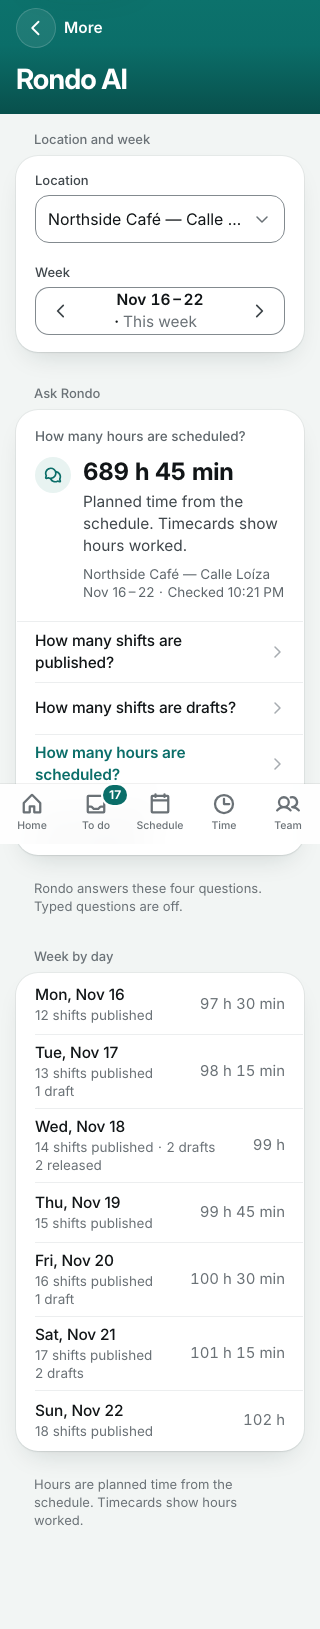 More
Rondo AI
Location and week
Location
Northside Café — Calle ...
Week
Nov 16 – 22
· This week
Ask Rondo
How many hours are scheduled?
689 h 45 min
Planned time from the
schedule. Timecards show
hours worked.
Northside Café — Calle Loíza
Nov 16 – 22 · Checked 10:21 PM
How many shifts are
published?
How many shifts are drafts?
How many hours are
scheduled?
17
Home
To do
Schedule
Time
Team
Rondo answers these four questions.
Typed questions are off.
Week by day
Mon, Nov 16
12 shifts published
97 h 30 min
Tue, Nov 17
13 shifts published
1 draft
98 h 15 min
Wed, Nov 18
14 shifts published · 2 drafts
2 released
99 h
Thu, Nov 19
15 shifts published
99 h 45 min
Fri, Nov 20
16 shifts published
1 draft
100 h 30 min
Sat, Nov 21
17 shifts published
2 drafts
101 h 15 min
Sun, Nov 22
18 shifts published
102 h
Hours are planned time from the
schedule. Timecards show hours
worked.